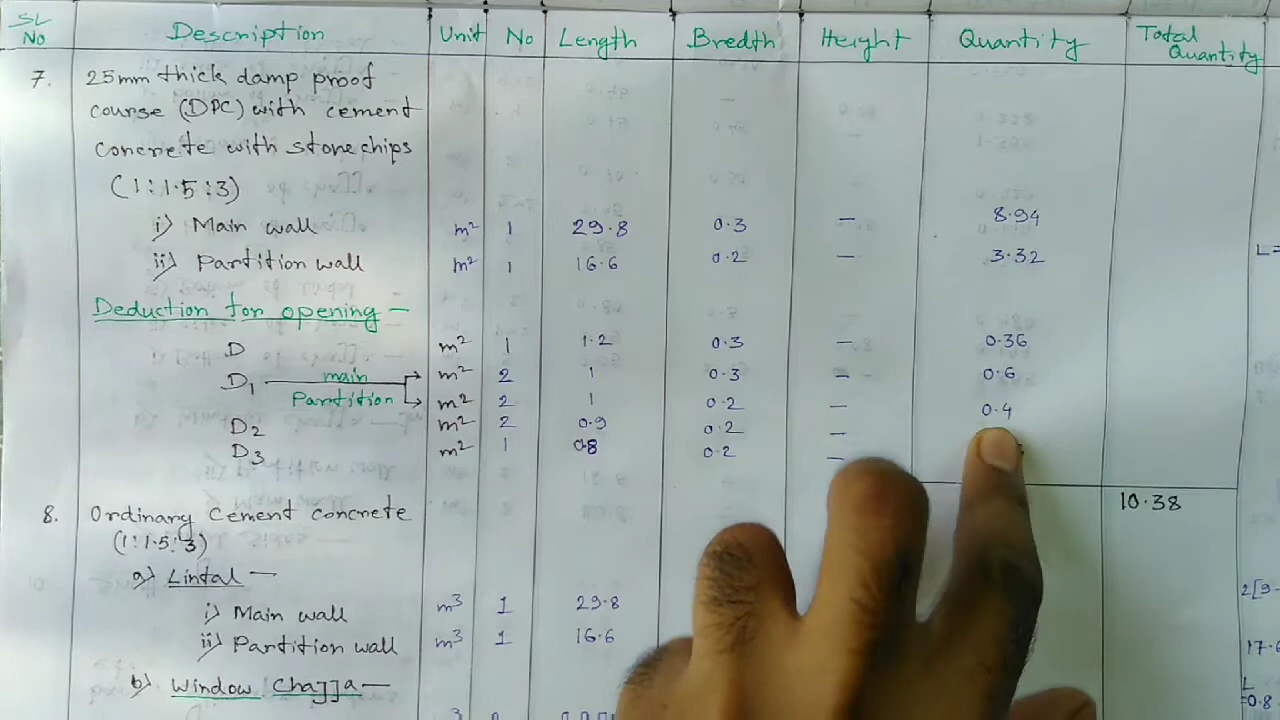 SL No Description Unit No Length Bredth Height Quantity Total Quantity
7. 25mm thick damp proof
course (DPC) with cement
concrete with stone chips
(1:1.5:3)
i) Main wall m² 1 29.8 0.3 — 8.94
ii) Partition wall m² 1 16.6 0.2 — 3.32
L=
Deduction for opening —
D m² 1 1.2 0.3 — 0.36
D₁ main m² 2 1 0.3 — 0.6
Partition m² 2 1 0.2 — 0.4
D₂ m² 2 0.9 0.2 —
D₃ m² 1 0.8 0.2 —
10.38
8. Ordinary cement concrete
(1:1.5:3)
a) Lintal —
2[9-
i) Main wall m³ 1 29.8
ii) Partition wall m³ 1 16.6
17.6
b) Window Chajja —
L
=0.8